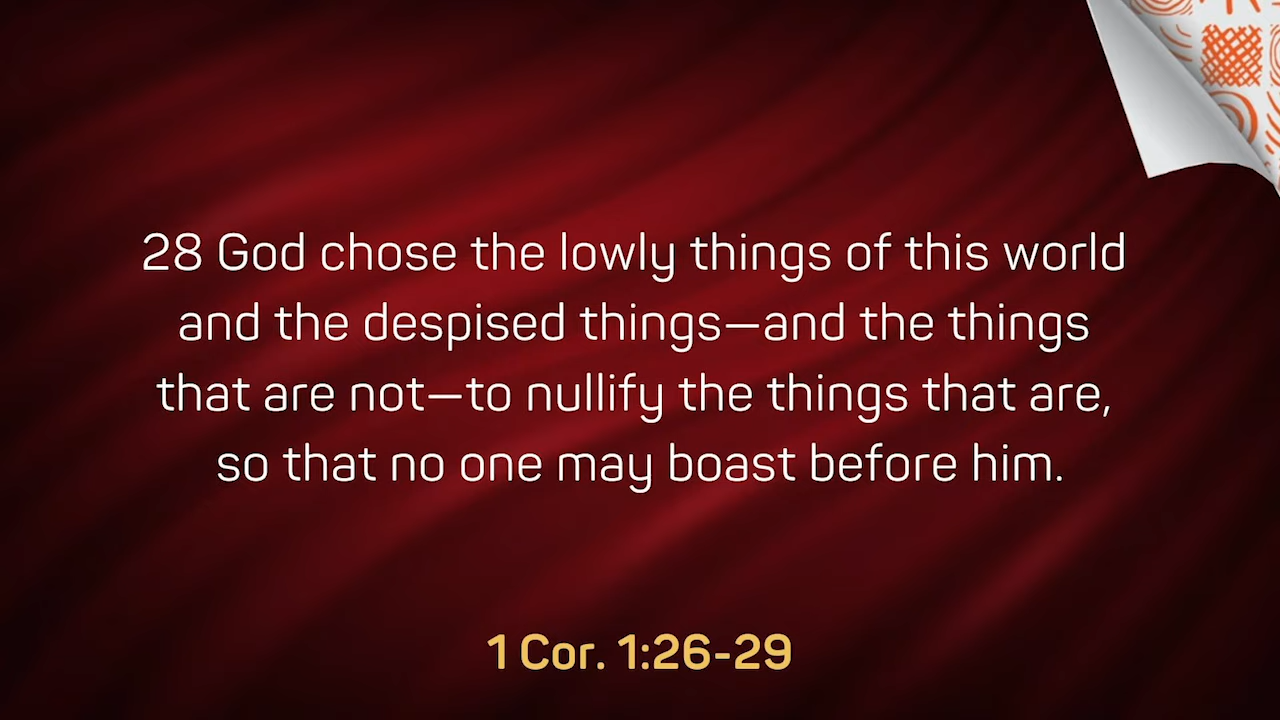 28 God chose the lowly things of this world
and the despised things—and the things
that are not—to nullify the things that are,
so that no one may boast before him.
1 Cor. 1:26-29